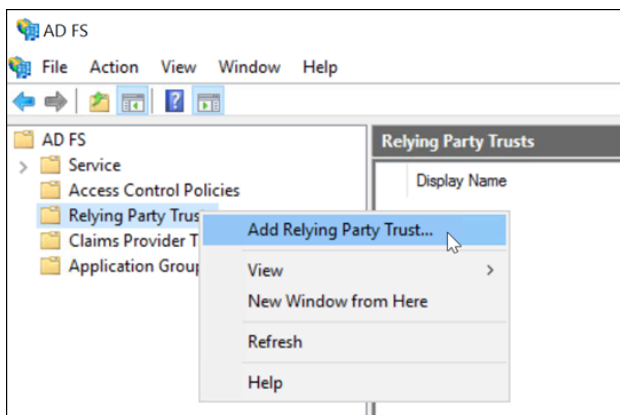 AD FS
File Action View Window Help
AD FS
Relying Party Trusts
Service
Display Name
Access Control Policies
Relying Party Trus
Claims Provider T
Application Group
Add Relying Party Trust...
View
New Window from Here
Refresh
Help